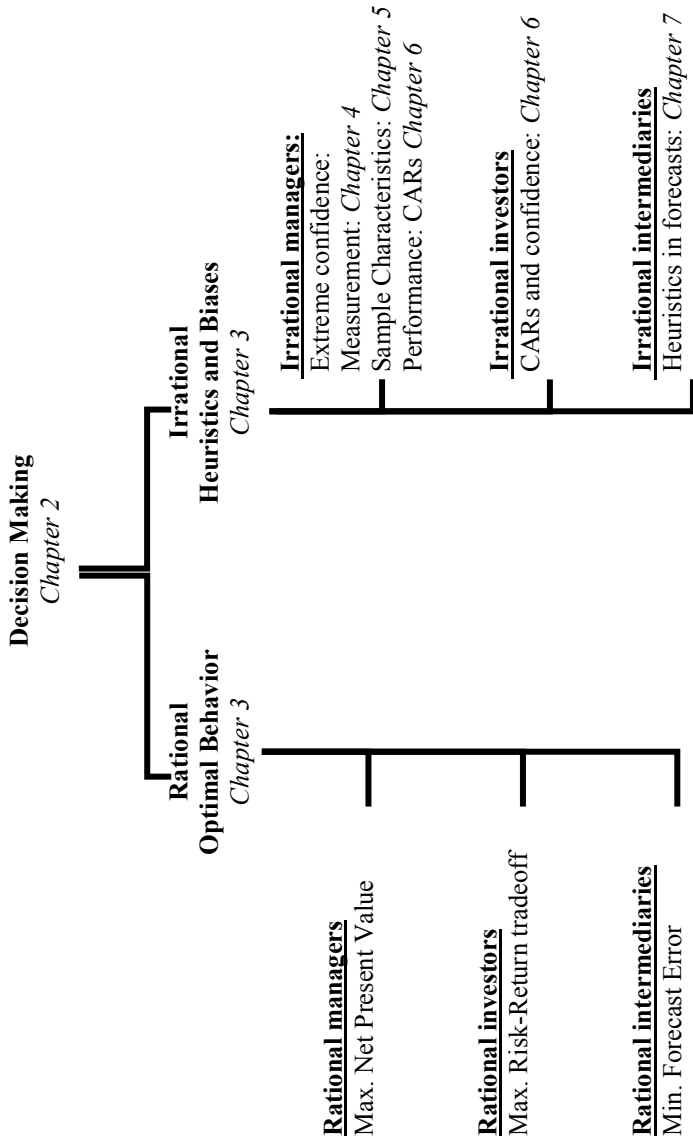 Decision Making
Chapter 2
Rational
Optimal Behavior
Chapter 3
Rational managers
Max. Net Present Value
Rational investors
Max. Risk-Return tradeoff
Rational intermediaries
Min. Forecast Error
Irrational
Heuristics and Biases
Chapter 3
Irrational managers:
Extreme confidence:
Measurement: Chapter 4
Sample Characteristics: Chapter 5
Performance: CARs Chapter 6
Irrational investors
CARs and confidence: Chapter 6
Irrational intermediaries
Heuristics in forecasts: Chapter 7